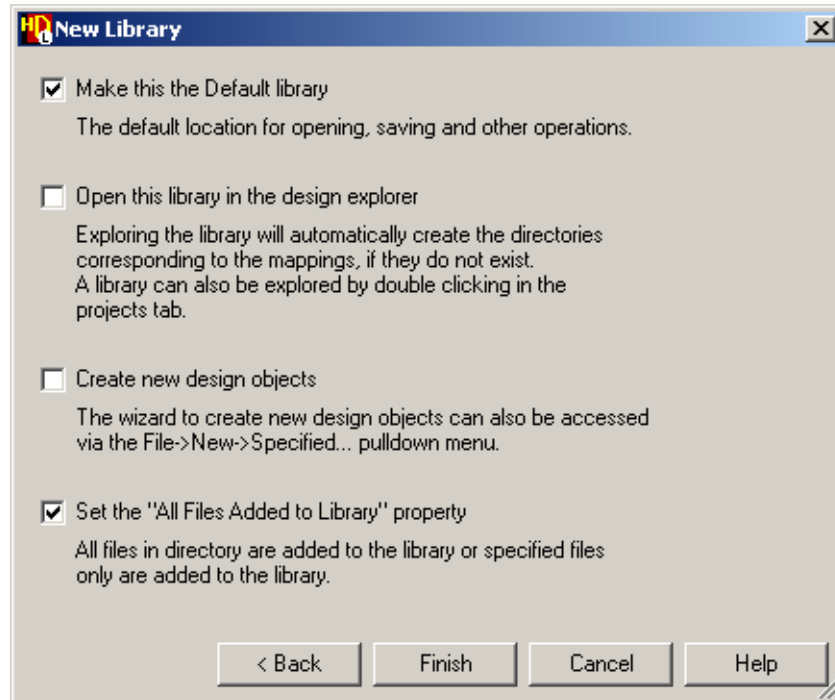 HD L New Library
Make this the Default library
The default location for opening, saving and other operations.
Open this library in the design explorer
Exploring the library will automatically create the directories
corresponding to the mappings, if they do not exist.
A library can also be explored by double clicking in the
projects tab.
Create new design objects
The wizard to create new design objects can also be accessed
via the File->New->Specified... pulldown menu.
Set the "All Files Added to Library" property
All files in directory are added to the library or specified files
only are added to the library.
< Back Finish Cancel Help